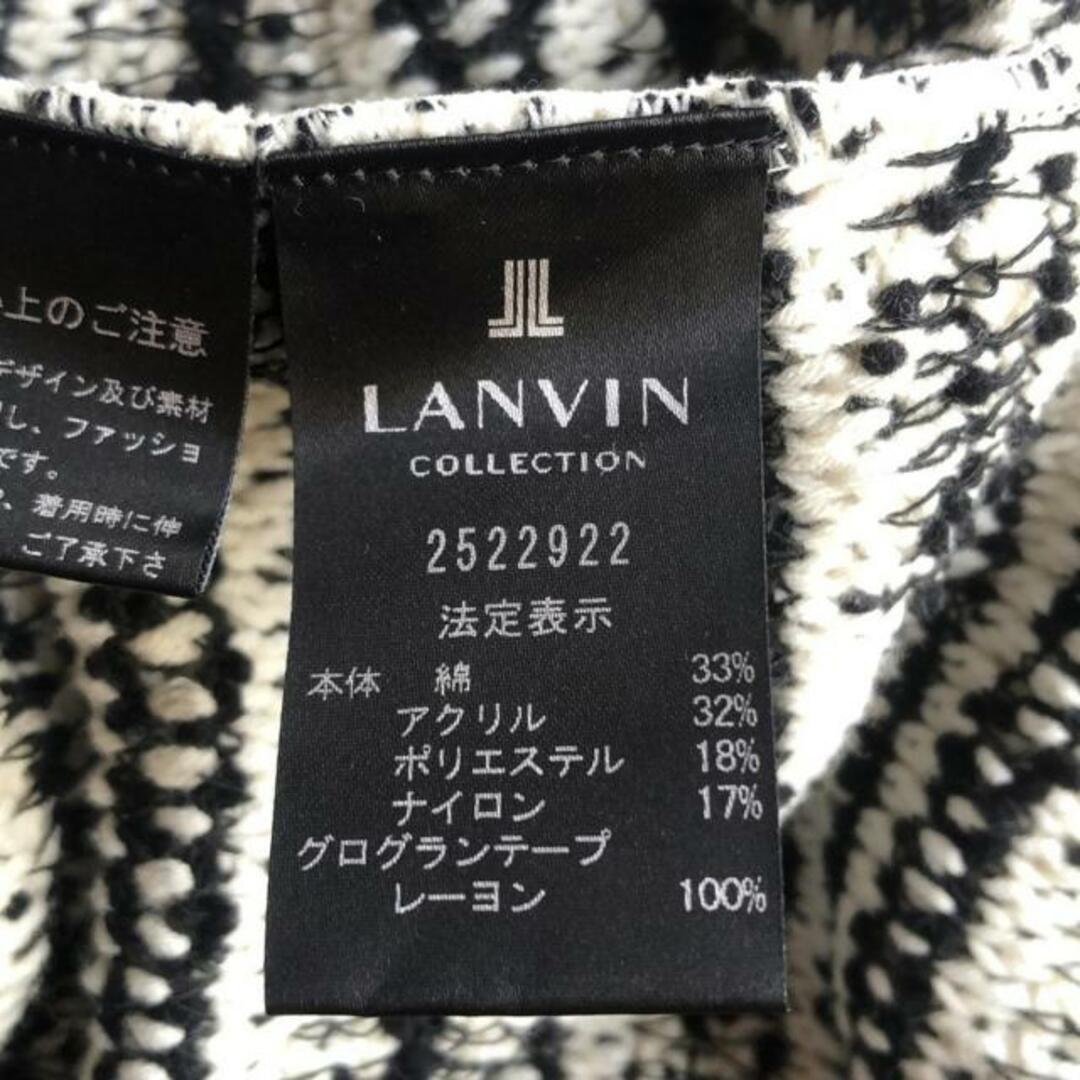 上のご注意
デザイン及び素材
し、ファッショ
です。
、着用時に伸
ご了承下さ
LANVIN
COLLECTION
2522922
法定表示
本体 綿 33%
アクリル 32%
ポリエステル 18%
ナイロン 17%
グログランテープ
レーヨン 100%